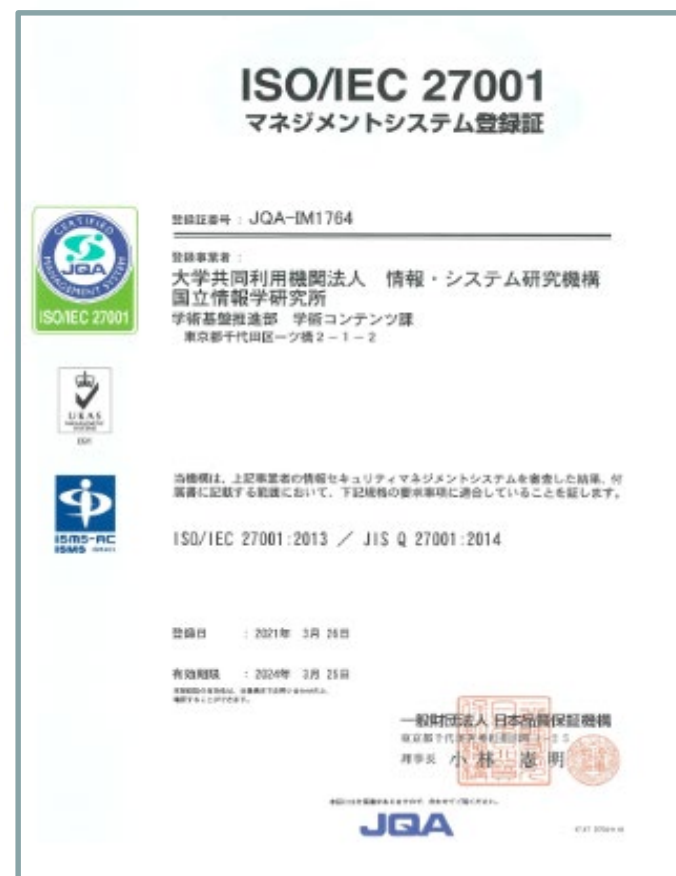 ISO/IEC 27001
マネジメントシステム登録証
登録証番号 : JQA-IM1764
登録事業者 :
大学共同利用機関法人 情報・システム研究機構
国立情報学研究所
学術基盤推進部 学術コンテンツ課
東京都千代田区一ツ橋2-1-2
CERTIFIED
MANAGEMENT SYSTEM
JQA
ISO/IEC 27001
UKAS
MANAGEMENT
SYSTEMS
当機構は、上記事業者の情報セキュリティマネジメントシステムを審査した結果、付
属書に記載する範囲において、下記規格の要求事項に適合していることを証します。
ISMS-AC
ISMS
ISO/IEC 27001:2013 / JIS Q 27001:2014
登録日 : 2021年 3月 26日
有効期限 : 2024年 3月 25日
一般財団法人 日本品質保証機構
理事長 小林 憲明
JQA